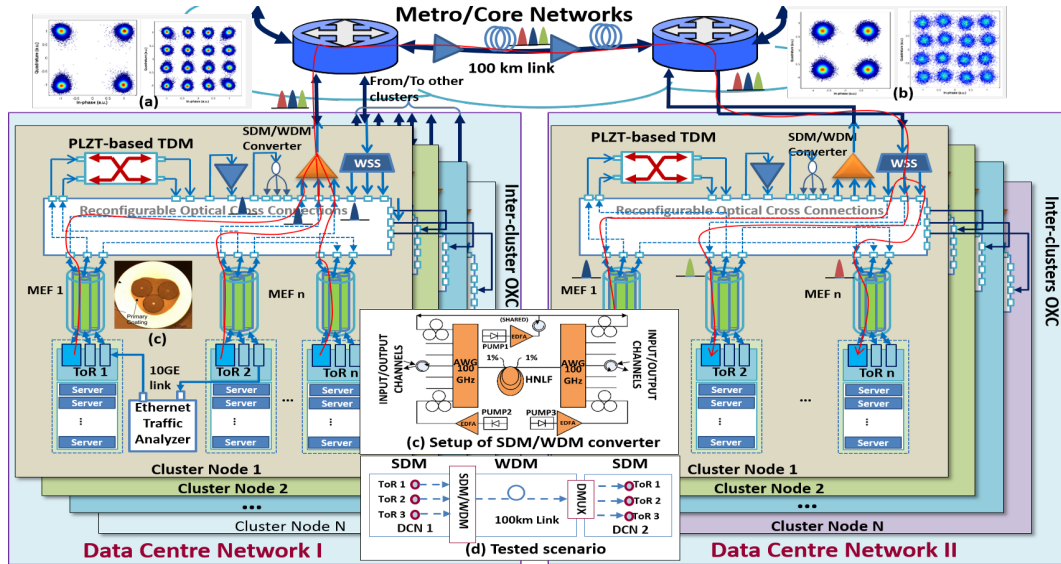 Metro/Core Networks
100 km link
From/To other
clusters
Quadrature (a.u.)
In-phase (a.u.)
(a)
Quadrature (a.u.)
In-phase (a.u.)
(b)
PLZT-based TDM
SDM/WDM
Converter
WSS
Reconfigurable Optical Cross Connections
MEF 1
MEF n
Primary
Coating
(c)
ToR 1
10GE
link
ToR 2
ToR n
Server
Server
Server
Server
Server
Server
Server
Server
Server
...
Ethernet
Traffic
Analyzer
Cluster Node 1
Cluster Node 2
...
Cluster Node N
Data Centre Network I
Inter-cluster OXC
PLZT-based TDM
SDM/WDM
Converter
WSS
Reconfigurable Optical Cross Connections
MEF 1
MEF n
ToR 1
ToR 2
ToR n
Server
Server
Server
Server
Server
Server
...
Cluster Node 1
Cluster Node 2
...
Cluster Node N
Data Centre Network II
Inter-clusters OXC
(SHARED)
PUMP1
EDFA
INPUT/OUTPUT
CHANNELS
AWG
100
GHz
1%
1%
HNLF
AWG
100
GHz
INPUT/OUTPUT
CHANNELS
EDFA
PUMP2
PUMP3
EDFA
(c) Setup of SDM/WDM converter
SDM
WDM
SDM
ToR 1
ToR 2
ToR 3
DCN 1
SDM/WDM
100km Link
DMUX
ToR 1
ToR 2
ToR 3
DCN 2
(d) Tested scenario